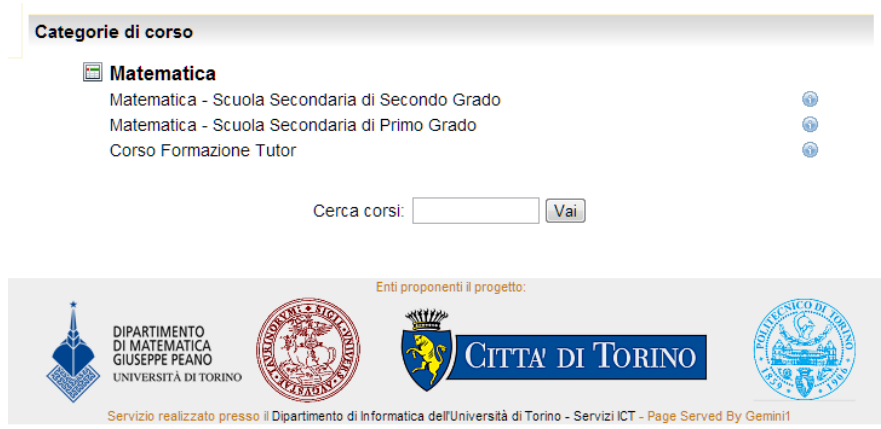 Categorie di corso
Matematica
Matematica - Scuola Secondaria di Secondo Grado
Matematica - Scuola Secondaria di Primo Grado
Corso Formazione Tutor
Cerca corsi: Vai
Enti proponenti il progetto:
DIPARTIMENTO
DI MATEMATICA
GIUSEPPE PEANO
UNIVERSITÀ DI TORINO
CITTA' DI TORINO
POLITECNICO DI TORINO
1859 1906
Servizio realizzato presso il Dipartimento di Informatica dell'Università di Torino - Servizi ICT - Page Served By Gemini1